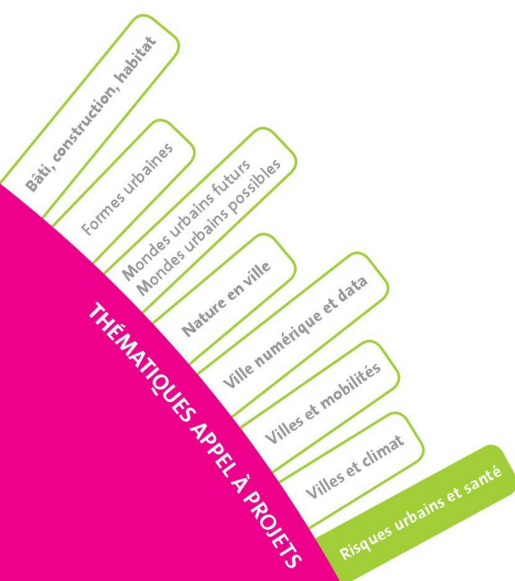 Bâti, construction, habitat
Formes urbaines
Mondes urbains futurs
Mondes urbains possibles
Nature en ville
Ville numérique et data
Villes et mobilités
Villes et climat
Risques urbains et santé
THÉMATIQUES APPEL À PROJETS